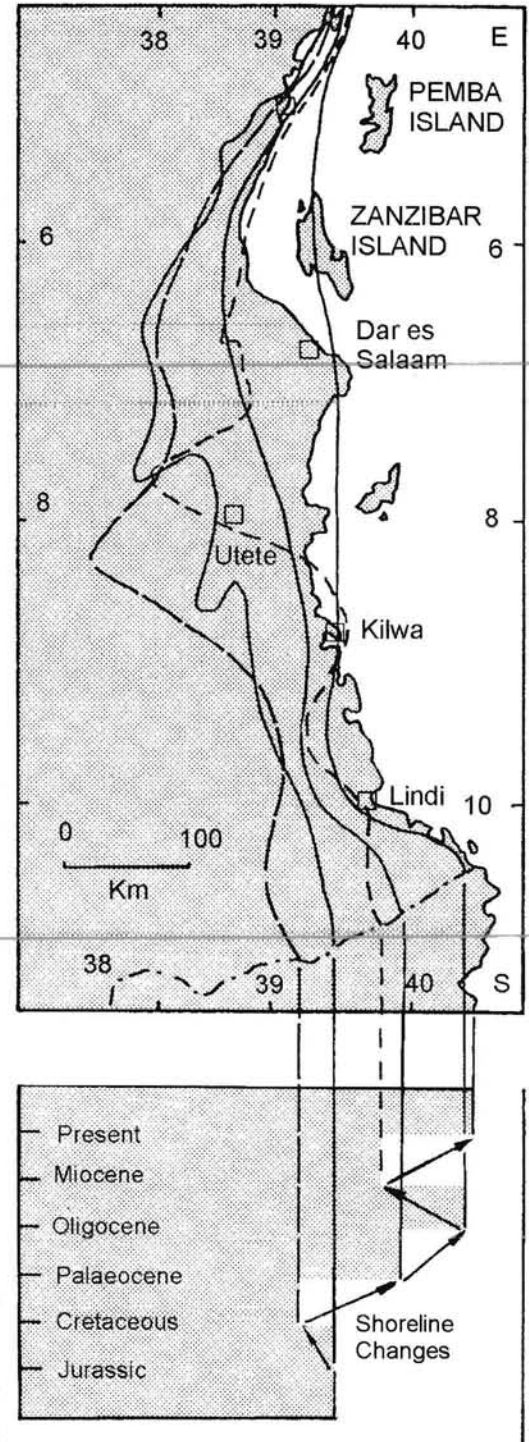 38 39 40 E
PEMBA
ISLAND
ZANZIBAR
ISLAND
6 6
Dar es
Salaam
8 8
Utete
Kilwa
Lindi
10
0 100
Km
38 39 40 S
Present
Miocene
Oligocene
Palaeocene
Cretaceous
Shoreline
Changes
Jurassic